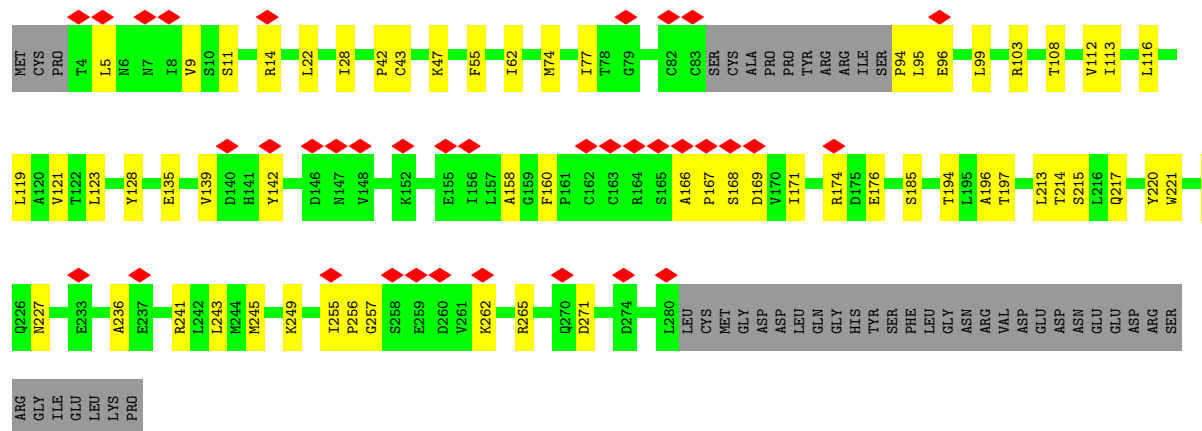 MET CYS PRO T4 L5 N6 N7 I8 V9 S10 S11 R14 L22 I28 P42 C43 K47 F55 I62 M74 I77 T78 G79 C82 C83 SER CYS ALA PRO PRO TYR ARG ARG ILE SER P94 L95 E96 L99 R103 T108 V112 I113 L116
L119 A120 V121 T122 L123 Y128 E135 V139 D140 H141 Y142 D146 N147 V148 K152 E155 I156 L157 A158 G159 F160 P161 C162 C163 R164 S165 A166 P167 S168 D169 V170 I171 R174 D175 E176 S185 T194 L195 A196 T197 L213 T214 S215 L216 Q217 Y220 W221
Q226 N227 E233 A236 E237 R241 L242 L243 M244 M245 K249 I255 P256 G257 S258 E259 D260 V261 K262 R265 Q270 D271 D274 L280 LEU CYS MET GLY ASP ASP LEU GLN GLY HIS TYR SER PHE LEU GLY ASN ARG VAL ASP GLU ASP ASN GLU GLU ASP ARG SER
ARG GLY ILE GLU LEU LYS PRO